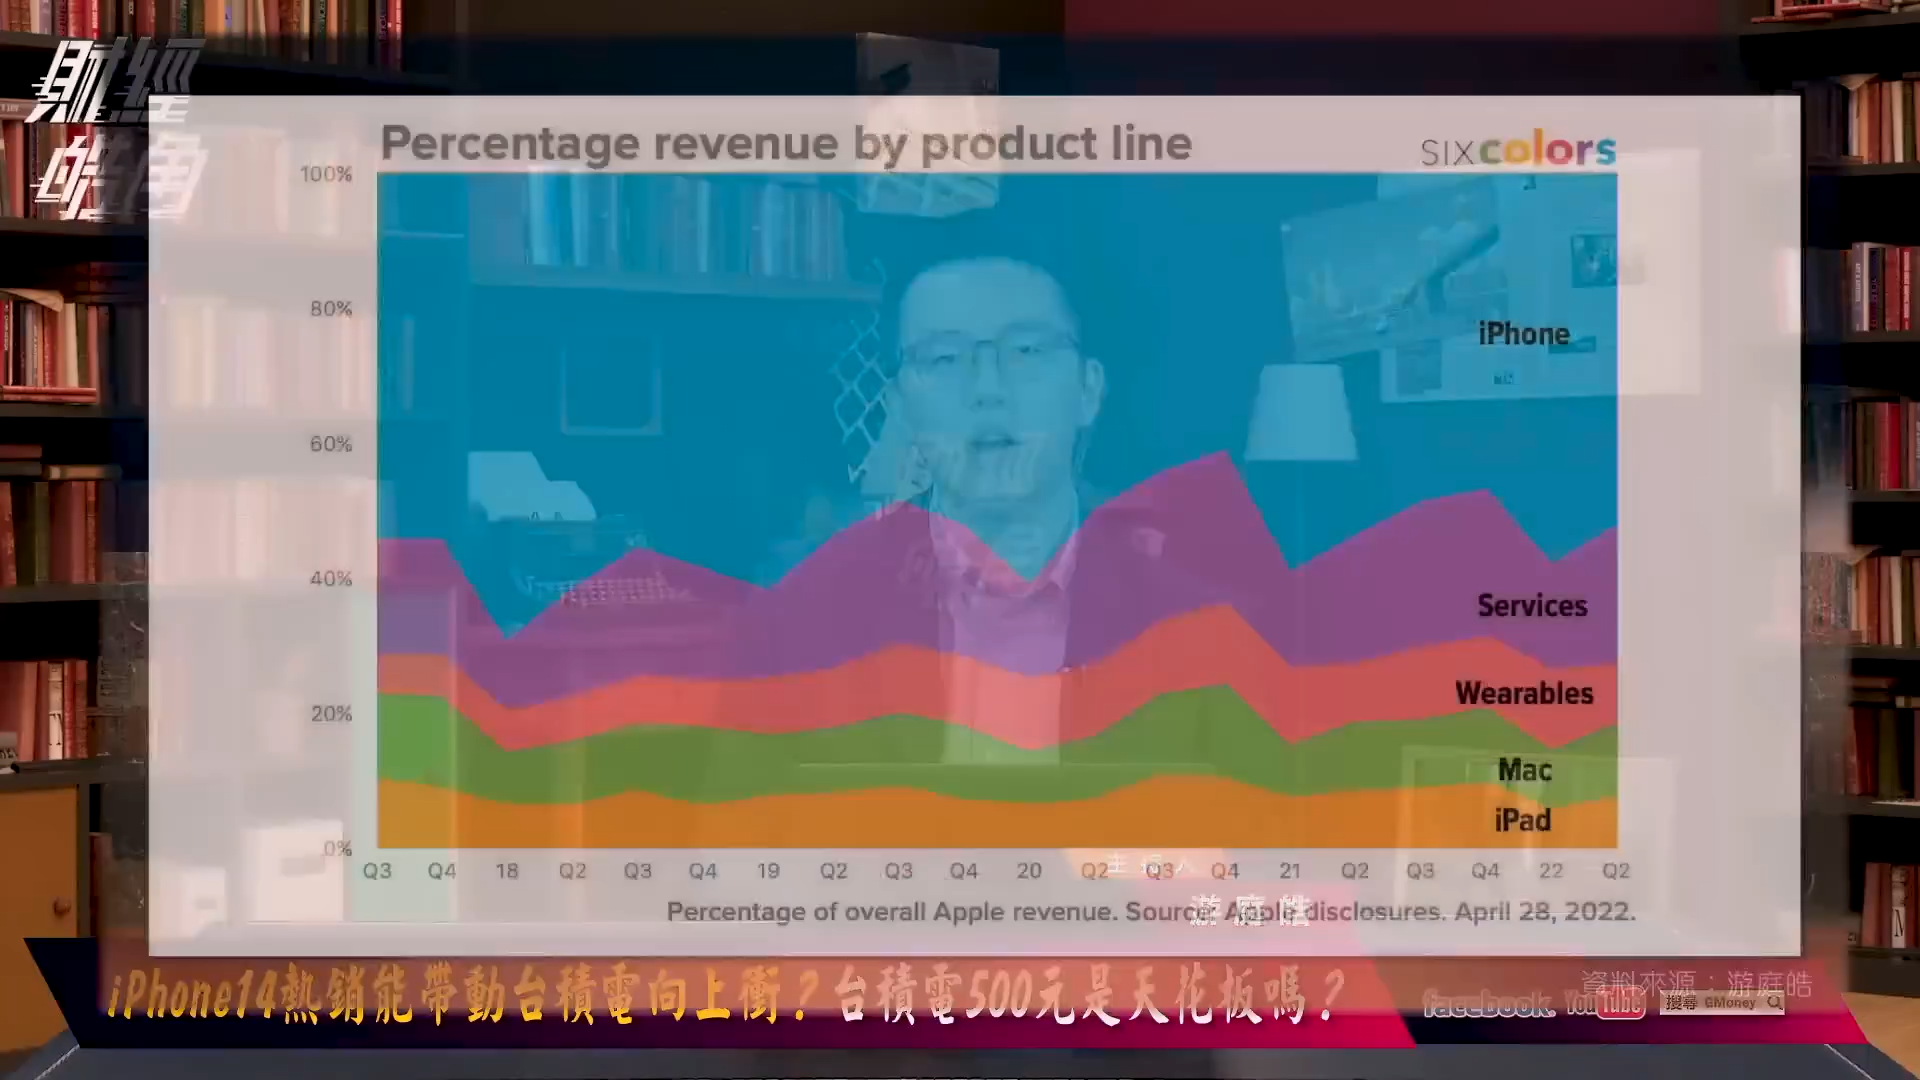 財經
皓角
Percentage revenue by product line
SIXcolors
100%
80%
60%
40%
20%
0%
iPhone
Services
Wearables
Mac
iPad
Q3 Q4 18 Q2 Q3 Q4 19 Q2 Q3 Q4 20 Q2 Q3 Q4 21 Q2 Q3 Q4 22 Q2
主持人
游庭皓
Percentage of overall Apple revenue. Source: Apple disclosures. April 28, 2022.
資料來源：游庭皓
iPhone14熱銷能帶動台積電向上衝？台積電500元是天花板嗎？
facebook. YouTube 搜尋 GMoney